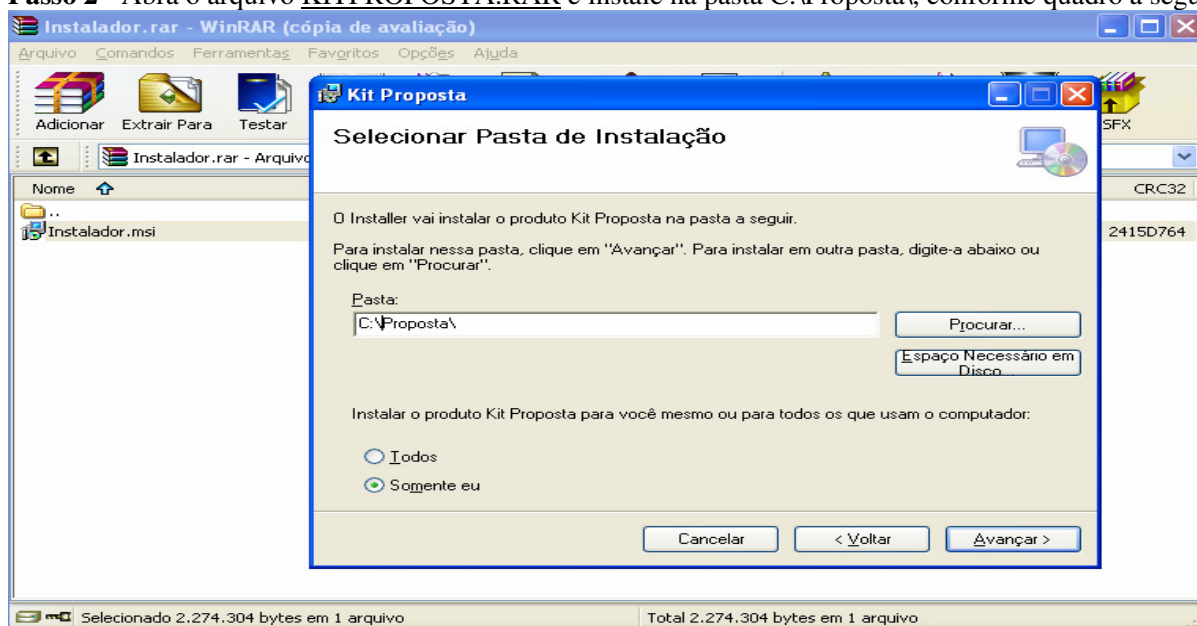 Passo 2 - Abra o arquivo KITPROPOSTA.RAR e instale na pasta C:\Proposta\, conforme quadro a segu
Instalador.rar - WinRAR (cópia de avaliação)
Arquivo Comandos Ferramentas Favoritos Opções Ajuda
Adicionar Extrair Para Testar SFX
Instalador.rar - Arquivo
Nome CRC32
..
Instalador.msi 2415D764
Kit Proposta
Selecionar Pasta de Instalação
O Installer vai instalar o produto Kit Proposta na pasta a seguir.
Para instalar nessa pasta, clique em "Avançar". Para instalar em outra pasta, digite-a abaixo ou
clique em "Procurar".
Pasta:
C:\Proposta\ Procurar...
Espaço Necessário em
Disco...
Instalar o produto Kit Proposta para você mesmo ou para todos os que usam o computador:
Todos
Somente eu
Cancelar < Voltar Avançar >
Selecionado 2.274.304 bytes em 1 arquivo Total 2.274.304 bytes em 1 arquivo